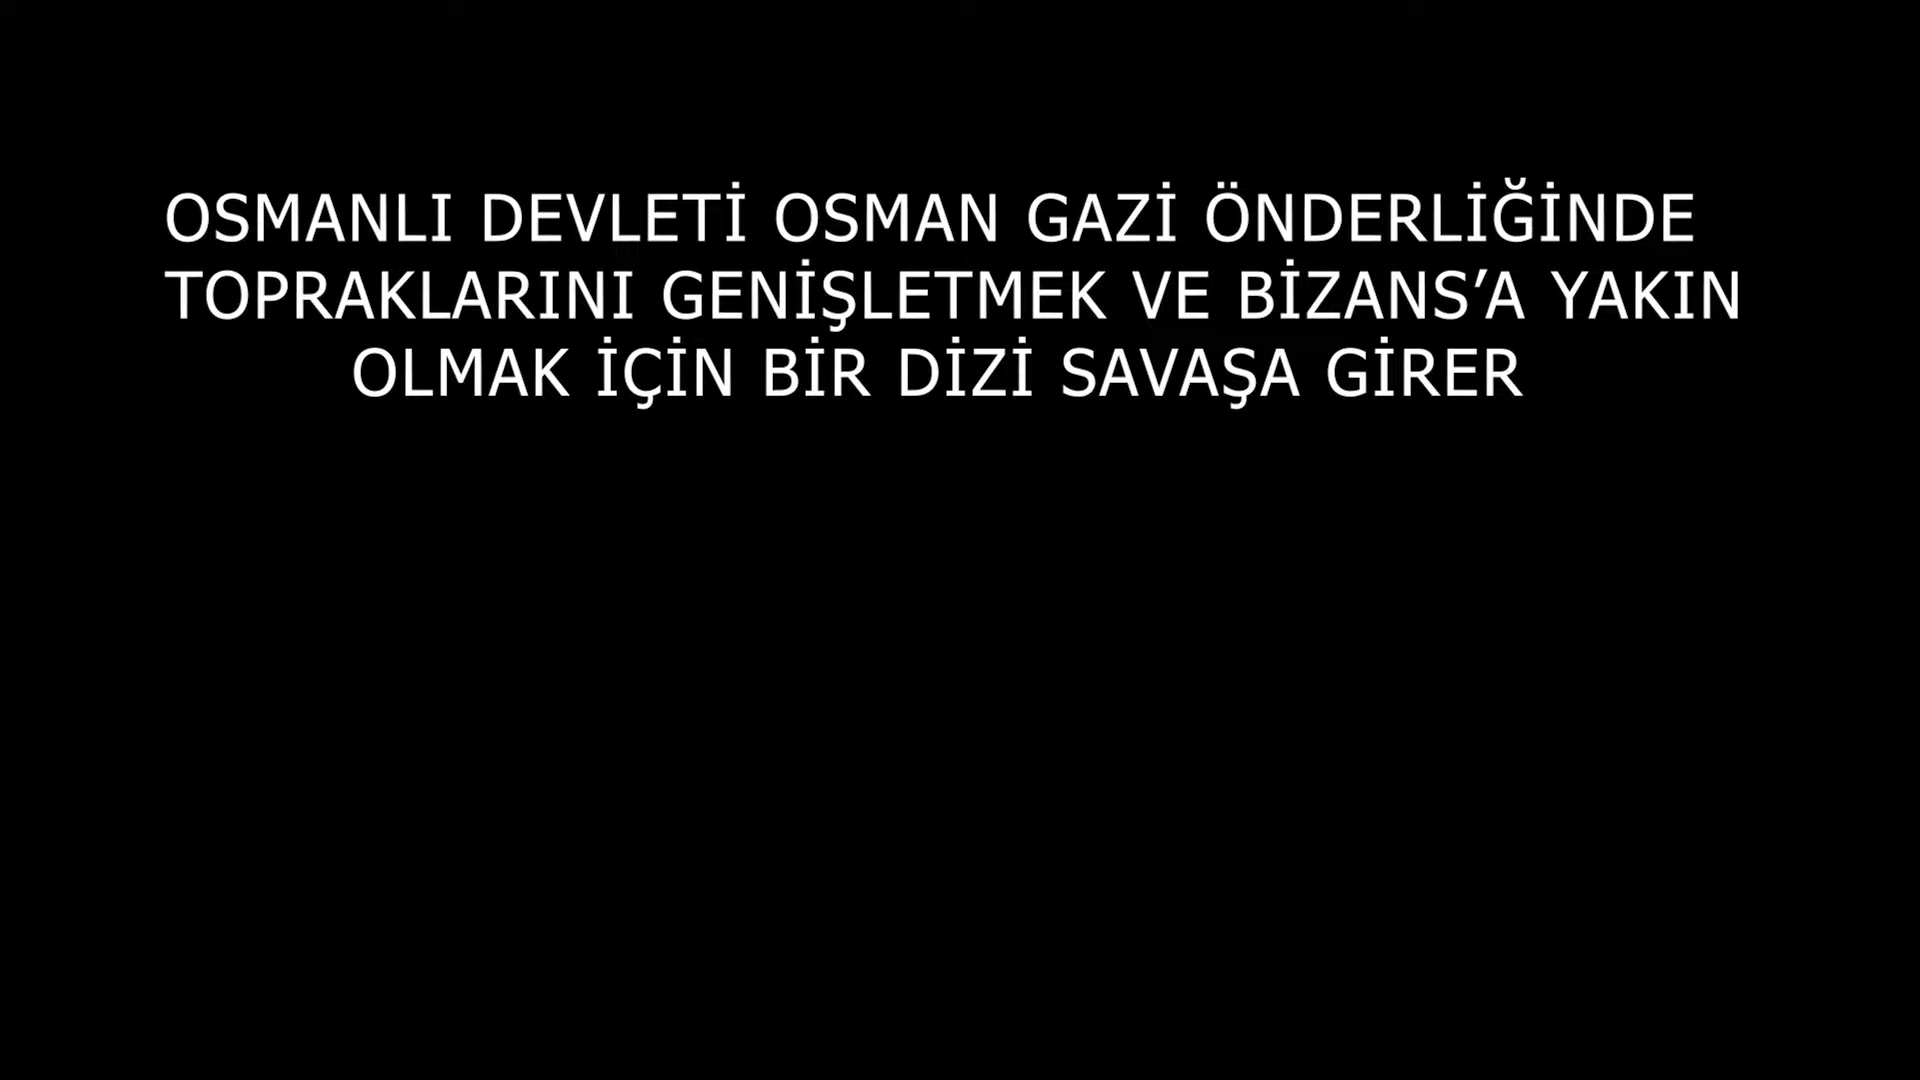 OSMANLI DEVLETİ OSMAN GAZİ ÖNDERLİĞİNDE
TOPRAKLARINI GENİŞLETMEK VE BİZANS’A YAKIN
OLMAK İÇİN BİR DİZİ SAVAŞA GİRER